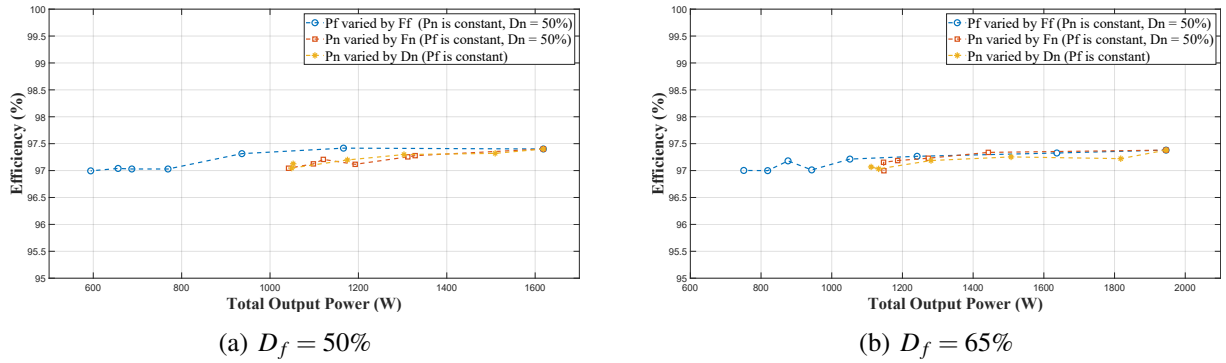 100
99.5
99
98.5
98
97.5
97
96.5
96
95.5
95
Efficiency (%)
600 800 1000 1200 1400 1600
Total Output Power (W)
Pf varied by Ff (Pn is constant, Dn = 50%)
Pn varied by Fn (Pf is constant, Dn = 50%)
Pn varied by Dn (Pf is constant)
(a) D_f = 50%
100
99.5
99
98.5
98
97.5
97
96.5
96
95.5
95
Efficiency (%)
600 800 1000 1200 1400 1600 1800 2000
Total Output Power (W)
Pf varied by Ff (Pn is constant, Dn = 50%)
Pn varied by Fn (Pf is constant, Dn = 50%)
Pn varied by Dn (Pf is constant)
(b) D_f = 65%